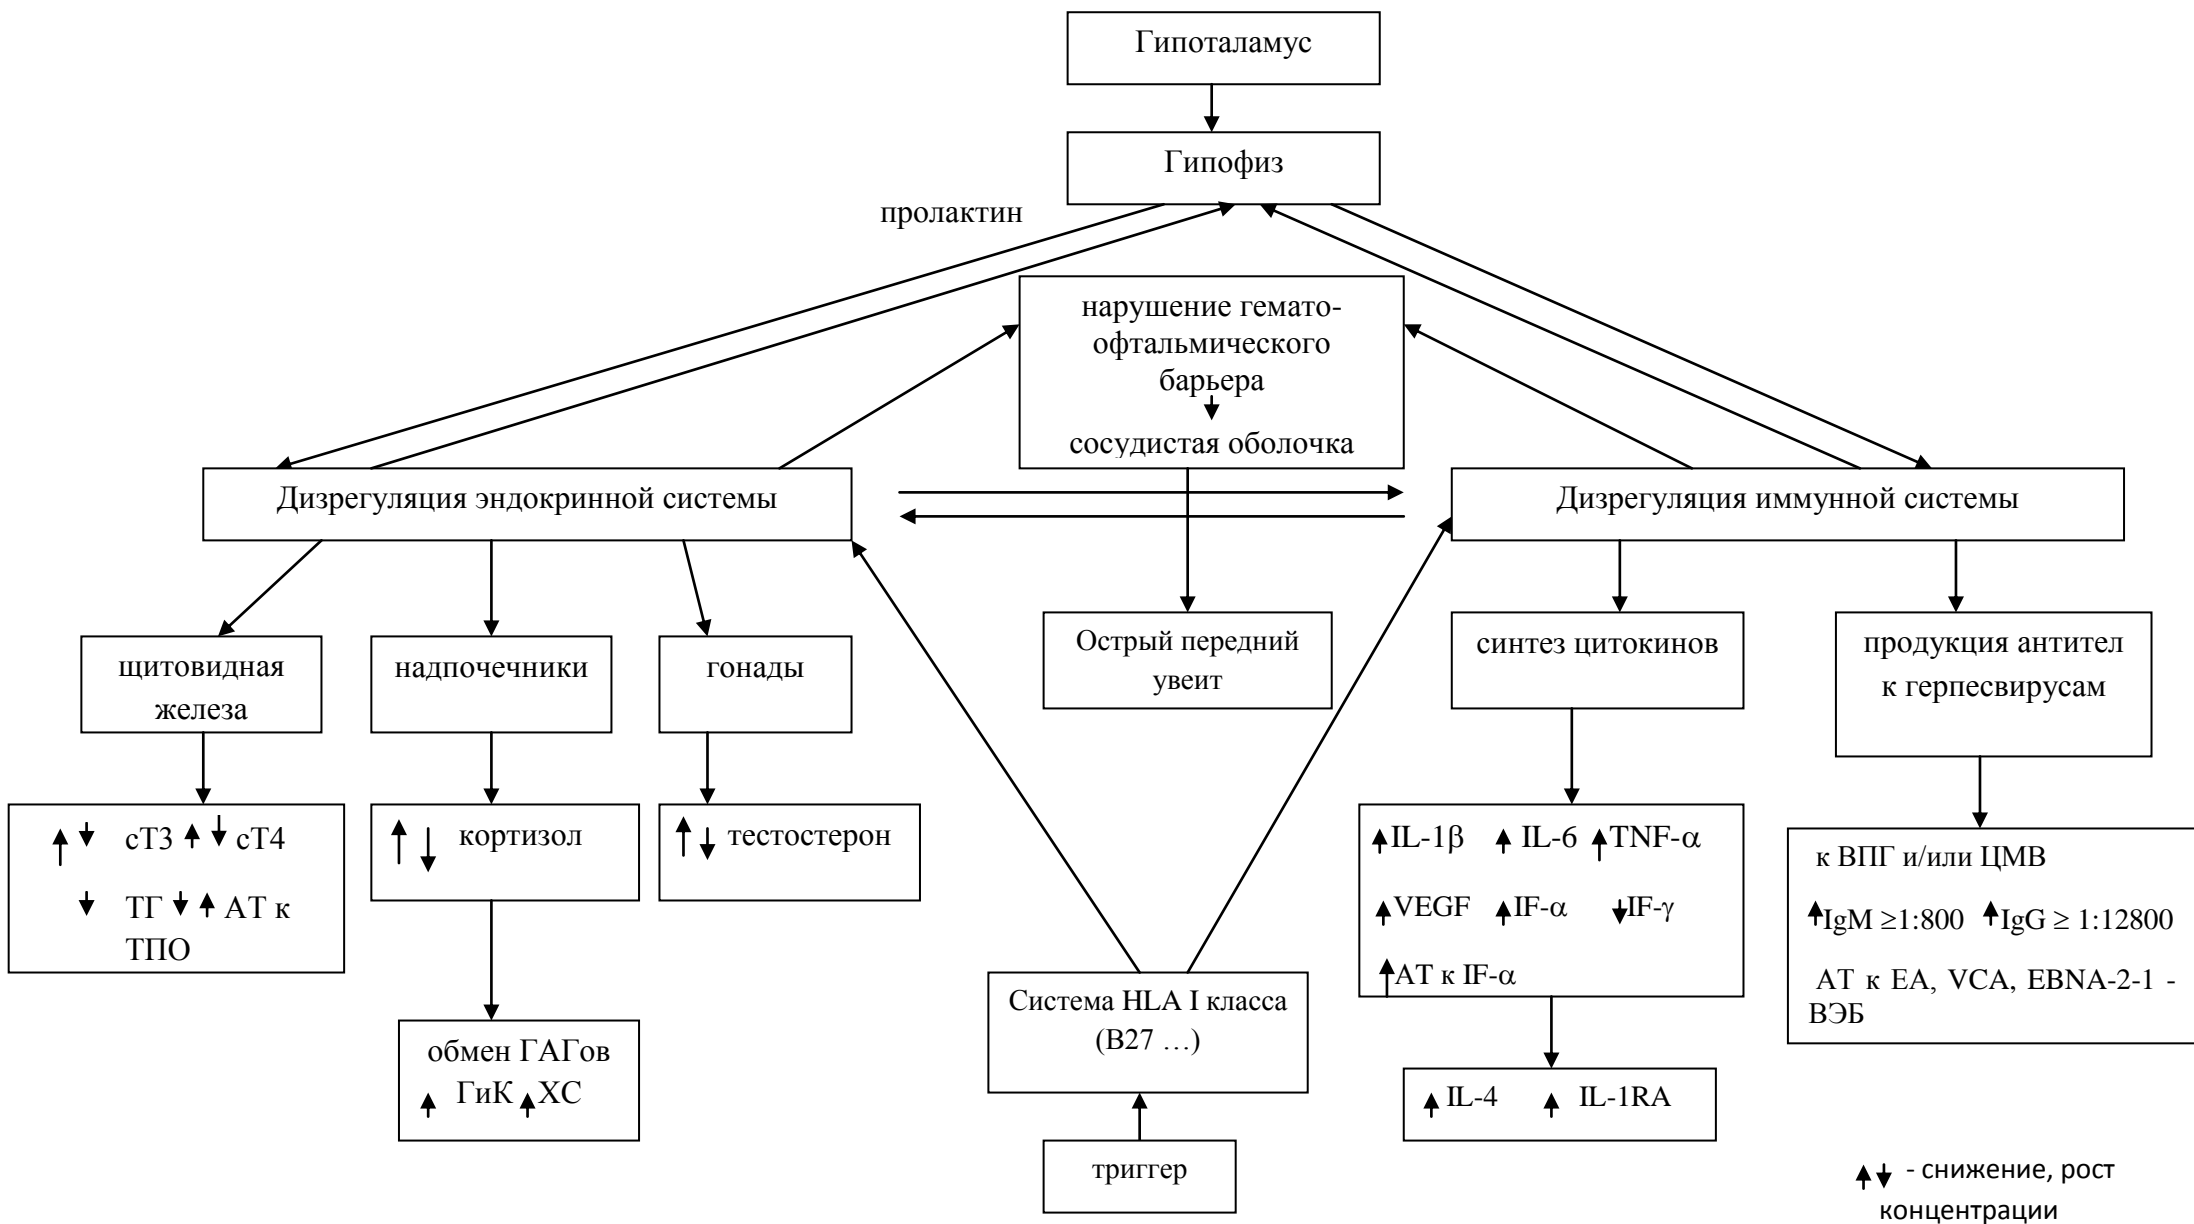 Гипоталамус
Гипофиз
пролактин
нарушение гемато-
офтальмического
барьера
сосудистая оболочка
Дизрегуляция эндокринной системы
Дизрегуляция иммунной системы
щитовидная
железа
надпочечники
гонады
Острый передний
увеит
синтез цитокинов
продукция антител
к герпесвирусам
↑ ↓ сТ3 ↑ ↓ сТ4
↓ ТГ ↓ ↑ АТ к
ТПО
↑ ↓ кортизол
↑ ↓ тестостерон
↑IL-1β ↑ IL-6 ↑TNF-α
↑VEGF ↑IF-α ↓IF-γ
↑АТ к IF-α
к ВПГ и/или ЦМВ
↑IgM ≥1:800 ↑IgG ≥ 1:12800
АТ к ЕА, VCA, EBNA-2-1 -
ВЭБ
обмен ГАГов
↑ ГиК ↑ХС
Система HLA I класса
(В27 …)
↑ IL-4 ↑ IL-1RA
триггер
↑↓ - снижение, рост
концентрации